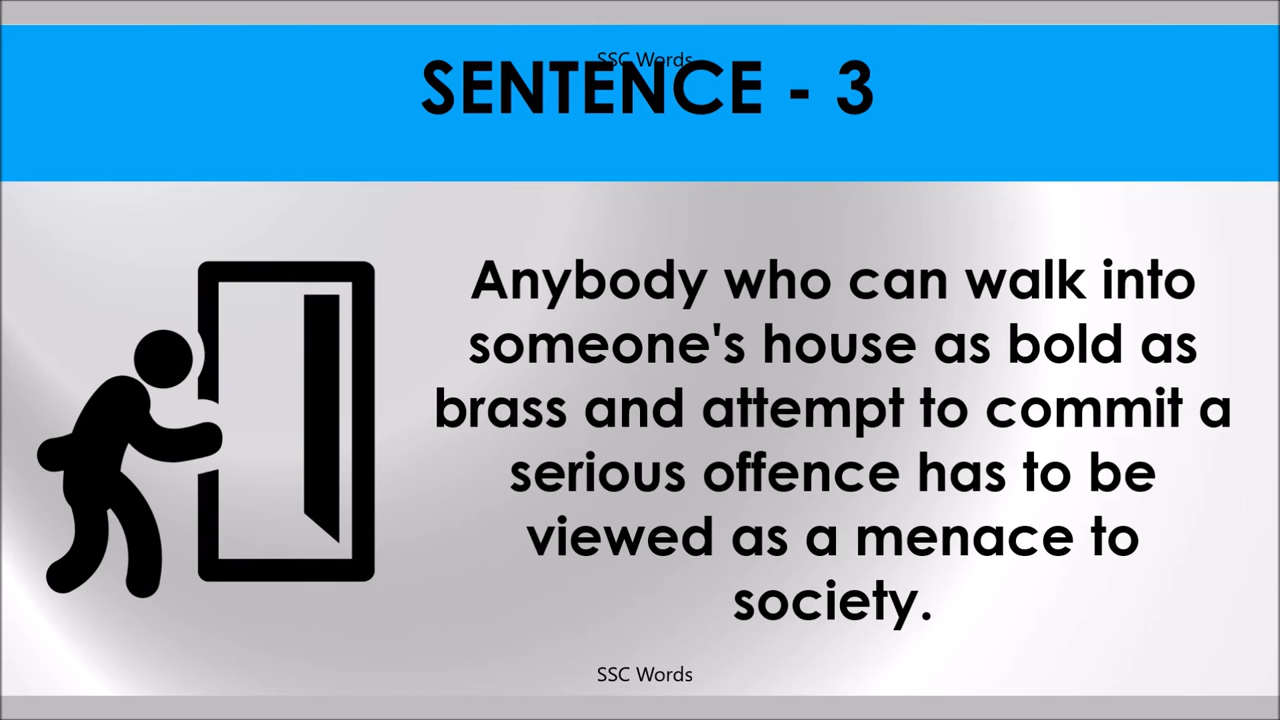 SSC Words
SENTENCE - 3
Anybody who can walk into
someone's house as bold as
brass and attempt to commit a
serious offence has to be
viewed as a menace to
society.
SSC Words